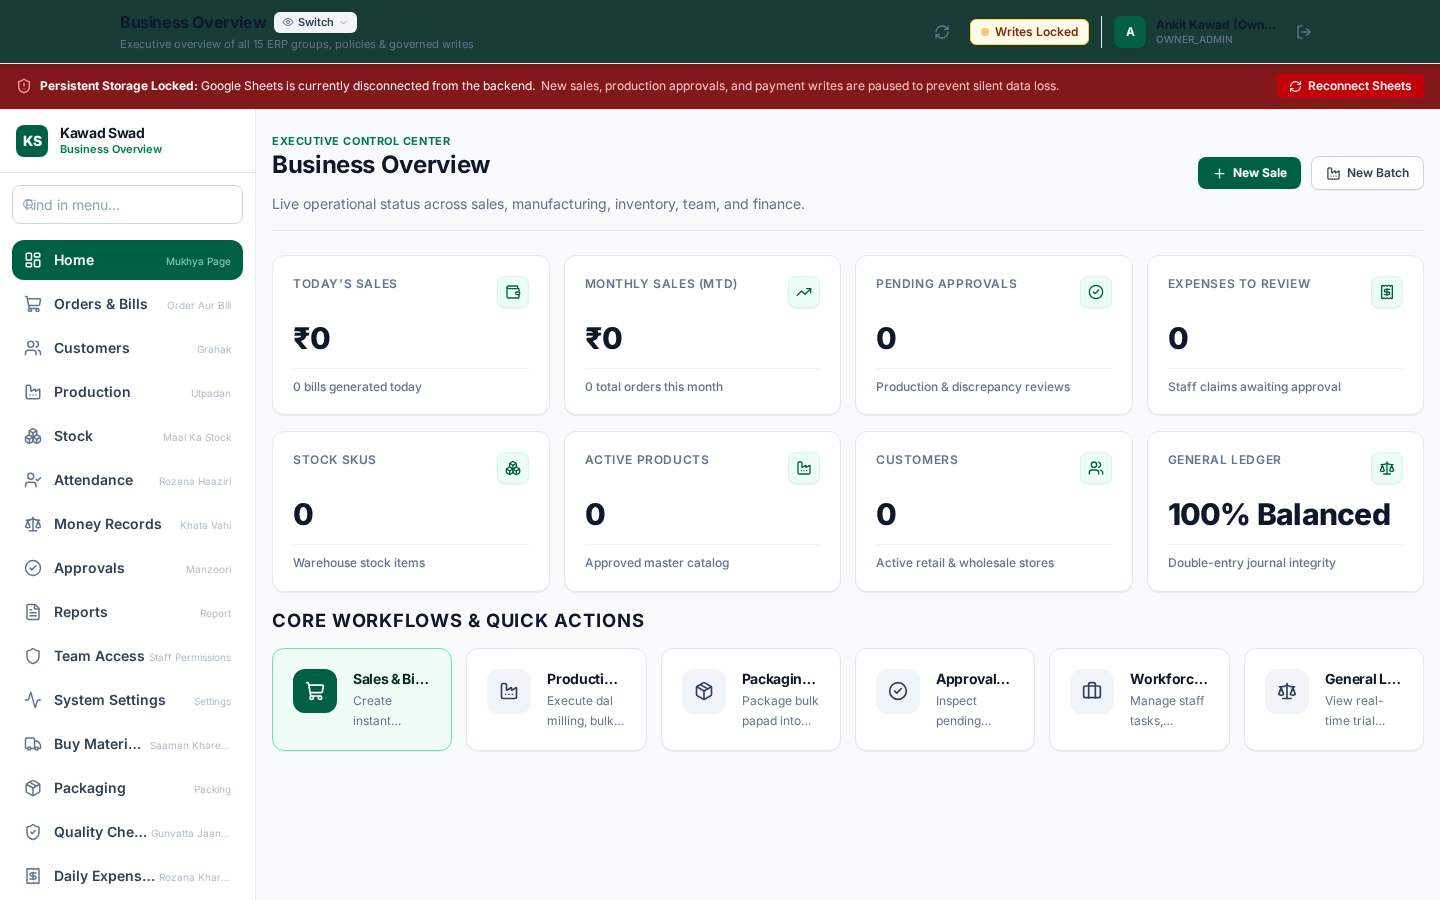 Business Overview Switch
Executive overview of all 15 ERP groups, policies & governed writes
Writes Locked
A
Ankit Kawad (Own...
OWNER_ADMIN
Persistent Storage Locked: Google Sheets is currently disconnected from the backend. New sales, production approvals, and payment writes are paused to prevent silent data loss.
Reconnect Sheets
KS
Kawad Swad
Business Overview
Find in menu...
Home Mukhya Page
Orders & Bills Order Aur Bill
Customers Grahak
Production Utpadan
Stock Maal Ka Stock
Attendance Rozana Haaziri
Money Records Khata Vahi
Approvals Manzoori
Reports Report
Team Access Staff Permissions
System Settings Settings
Buy Materi... Saaman Khare...
Packaging Packing
Quality Che... Gunvatta Jaan...
Daily Expens... Rozana Khar...
EXECUTIVE CONTROL CENTER
Business Overview
Live operational status across sales, manufacturing, inventory, team, and finance.
New Sale
New Batch
TODAY'S SALES
₹0
0 bills generated today
MONTHLY SALES (MTD)
₹0
0 total orders this month
PENDING APPROVALS
0
Production & discrepancy reviews
EXPENSES TO REVIEW
0
Staff claims awaiting approval
STOCK SKUS
0
Warehouse stock items
ACTIVE PRODUCTS
0
Approved master catalog
CUSTOMERS
0
Active retail & wholesale stores
GENERAL LEDGER
100% Balanced
Double-entry journal integrity
CORE WORKFLOWS & QUICK ACTIONS
Sales & Bi...
Create
instant...
Producti...
Execute dal
milling, bulk...
Packagin...
Package bulk
papad into...
Approval...
Inspect
pending...
Workforc...
Manage staff
tasks,...
General L...
View real-
time trial...